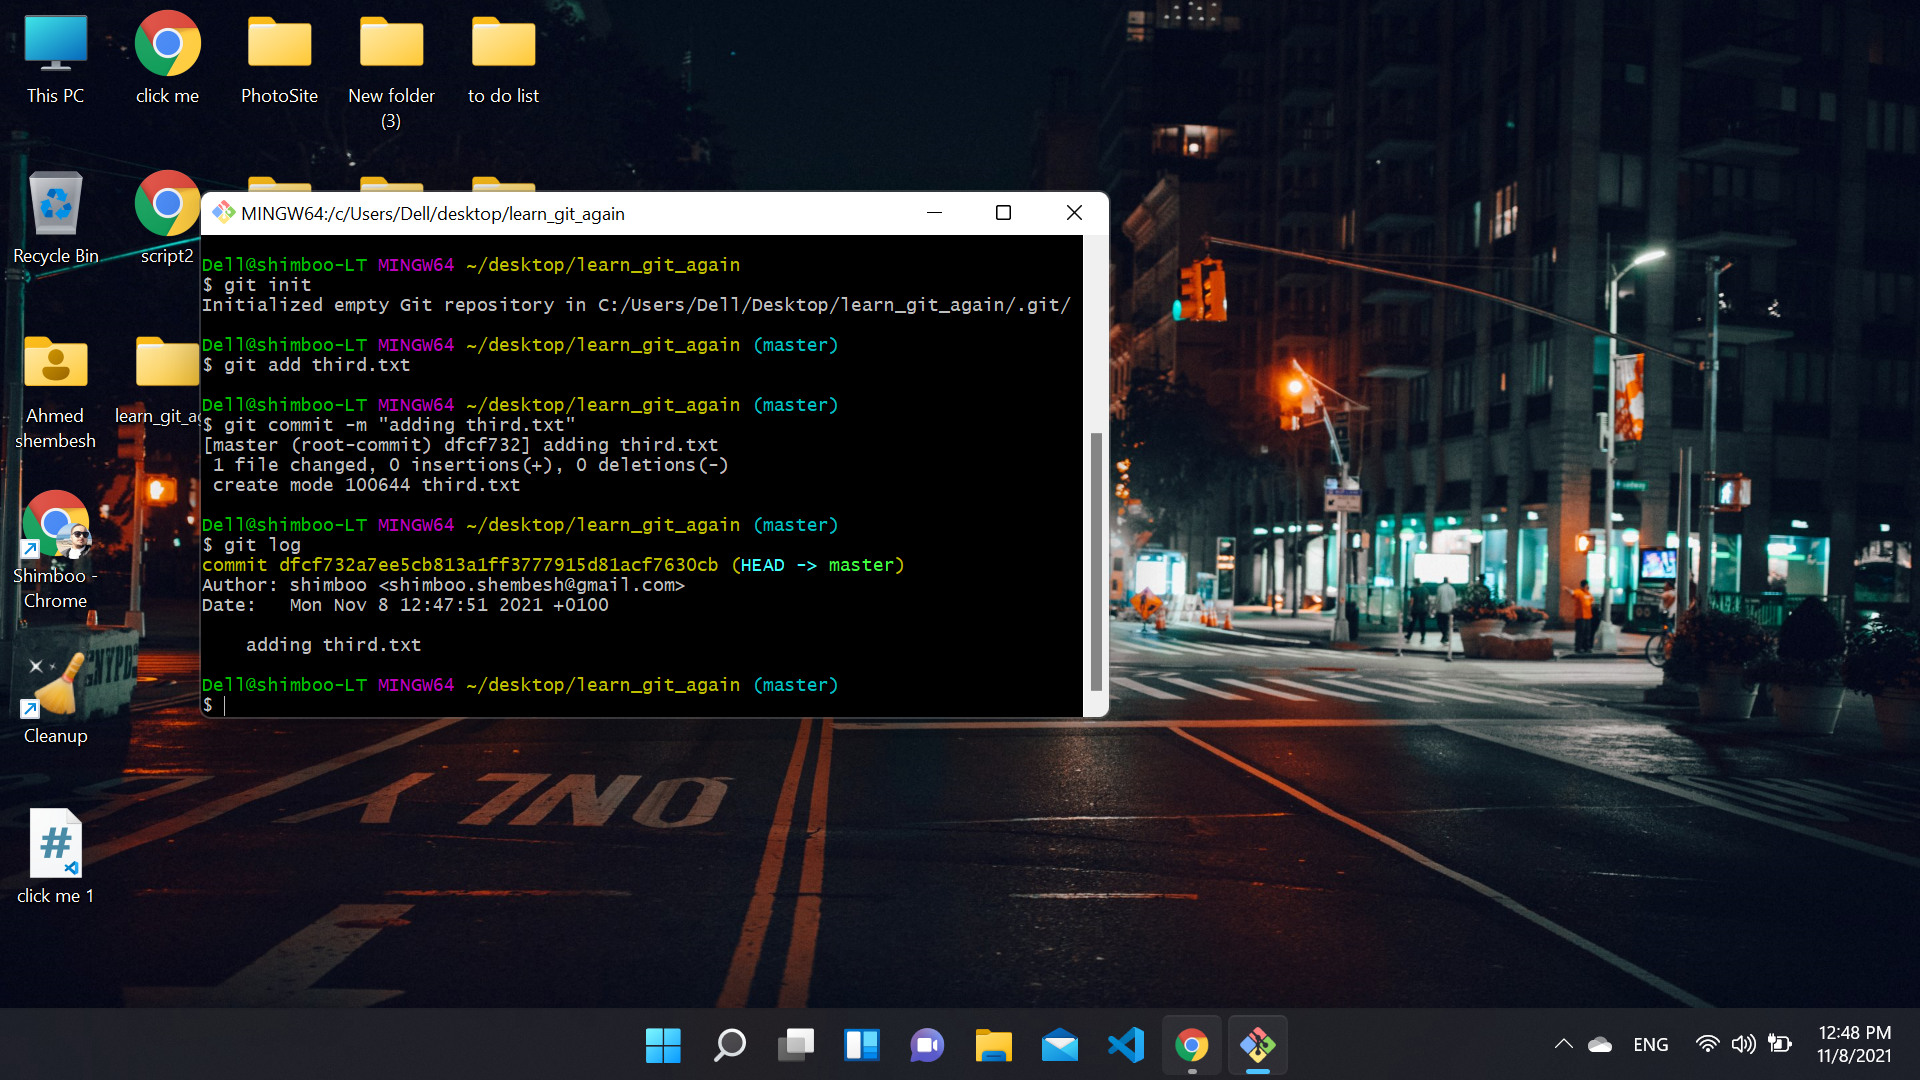 This PC
click me
PhotoSite
New folder
(3)
to do list
Recycle Bin
script2
Ahmed
shembesh
learn_git_ag
Shimboo -
Chrome
Cleanup
click me 1
MINGW64:/c/Users/Dell/desktop/learn_git_again
Dell@shimboo-LT MINGW64 ~/desktop/learn_git_again
$ git init
Initialized empty Git repository in C:/Users/Dell/Desktop/learn_git_again/.git/
Dell@shimboo-LT MINGW64 ~/desktop/learn_git_again (master)
$ git add third.txt
Dell@shimboo-LT MINGW64 ~/desktop/learn_git_again (master)
$ git commit -m "adding third.txt"
[master (root-commit) dfcf732] adding third.txt
1 file changed, 0 insertions(+), 0 deletions(-)
create mode 100644 third.txt
Dell@shimboo-LT MINGW64 ~/desktop/learn_git_again (master)
$ git log
commit dfcf732a7ee5cb813a1ff3777915d81acf7630cb (HEAD -> master)
Author: shimboo <shimboo.shembesh@gmail.com>
Date:   Mon Nov 8 12:47:51 2021 +0100
adding third.txt
Dell@shimboo-LT MINGW64 ~/desktop/learn_git_again (master)
$
NYPD
ONLY
ENG
12:48 PM
11/8/2021